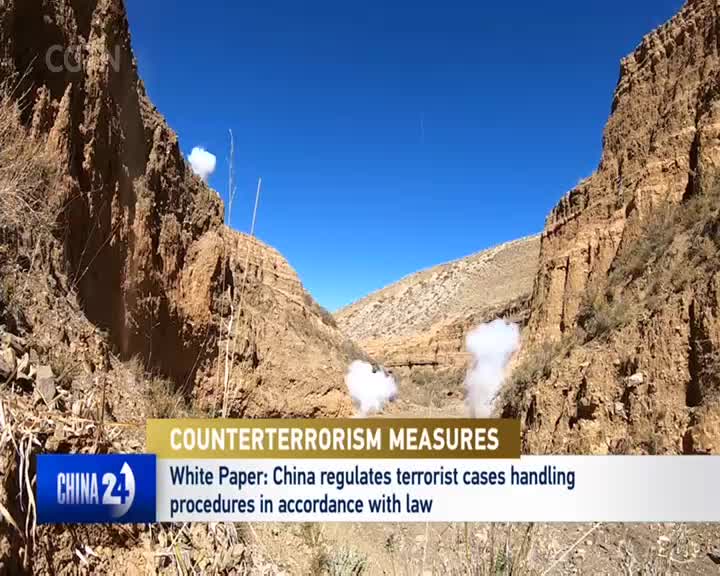 CGTN
COUNTERTERRORISM MEASURES
CHINA 24
White Paper: China regulates terrorist cases handling
procedures in accordance with law